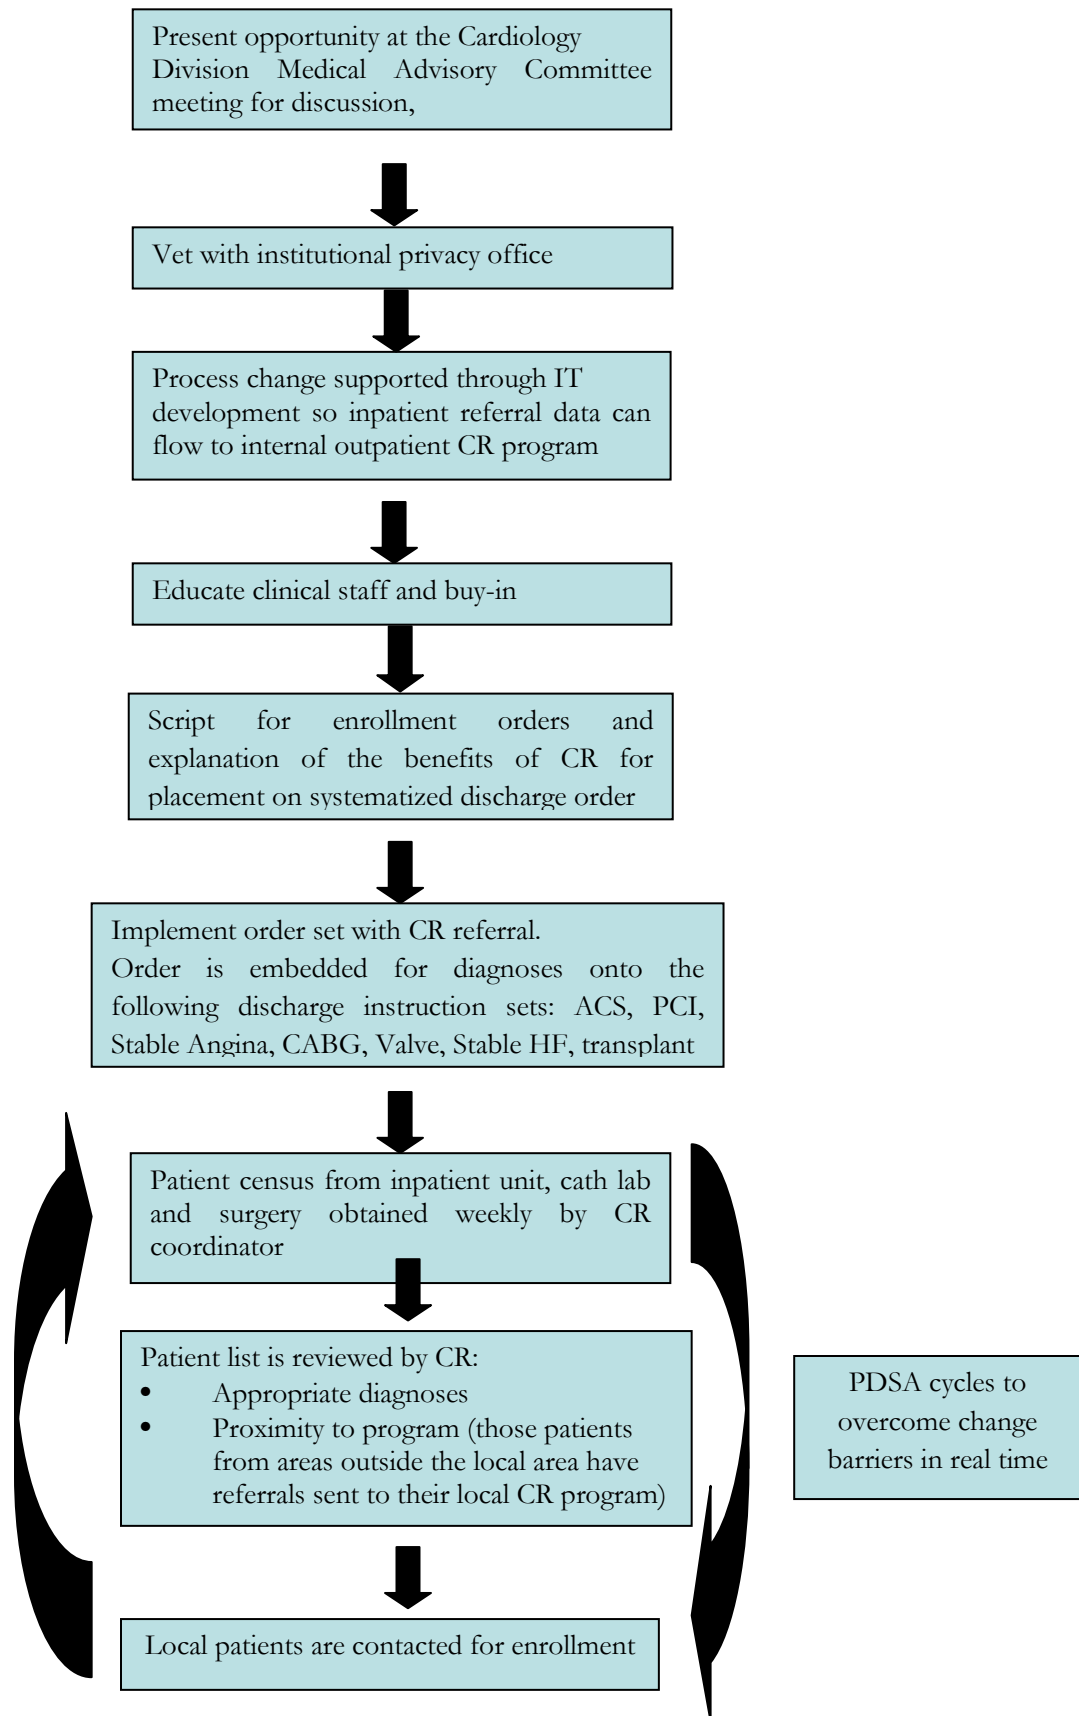 Present opportunity at the Cardiology
Division Medical Advisory Committee
meeting for discussion,
Vet with institutional privacy office
Process change supported through IT
development so inpatient referral data can
flow to internal outpatient CR program
Educate clinical staff and buy-in
Script for enrollment orders and
explanation of the benefits of CR for
placement on systematized discharge order
Implement order set with CR referral.
Order is embedded for diagnoses onto the
following discharge instruction sets: ACS, PCI,
Stable Angina, CABG, Valve, Stable HF, transplant
Patient census from inpatient unit, cath lab
and surgery obtained weekly by CR
coordinator
Patient list is reviewed by CR:
• Appropriate diagnoses
• Proximity to program (those patients
from areas outside the local area have
referrals sent to their local CR program)
PDSA cycles to
overcome change
barriers in real time
Local patients are contacted for enrollment